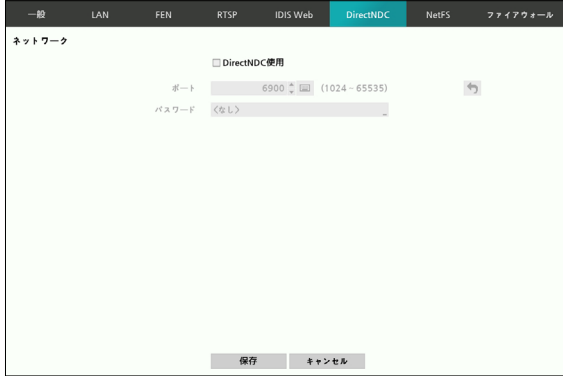 一般 LAN FEN RTSP IDIS Web DirectNDC NetFS ファイアウォール
ネットワーク
DirectNDC使用
ポート 6900 (1024 ~ 65535)
パスワード 〈なし〉 ...
保存 キャンセル